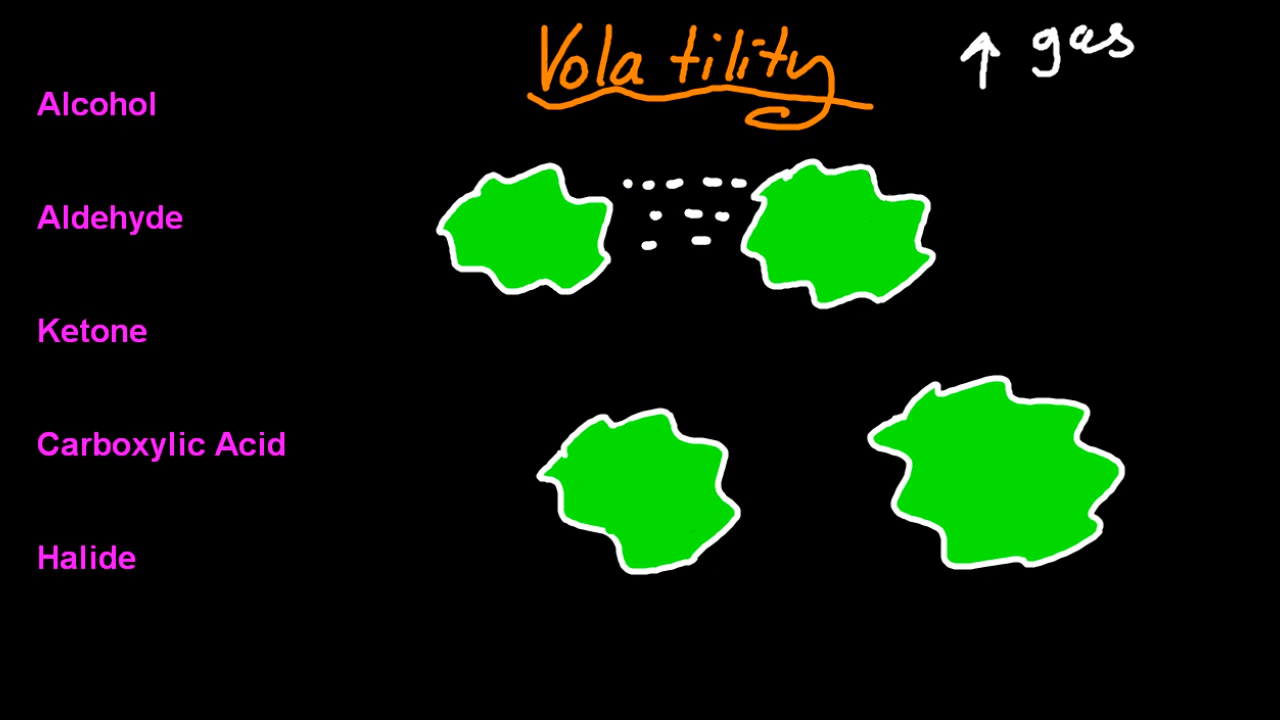 Volatility
↑ gas
Alcohol
Aldehyde
Ketone
Carboxylic Acid
Halide